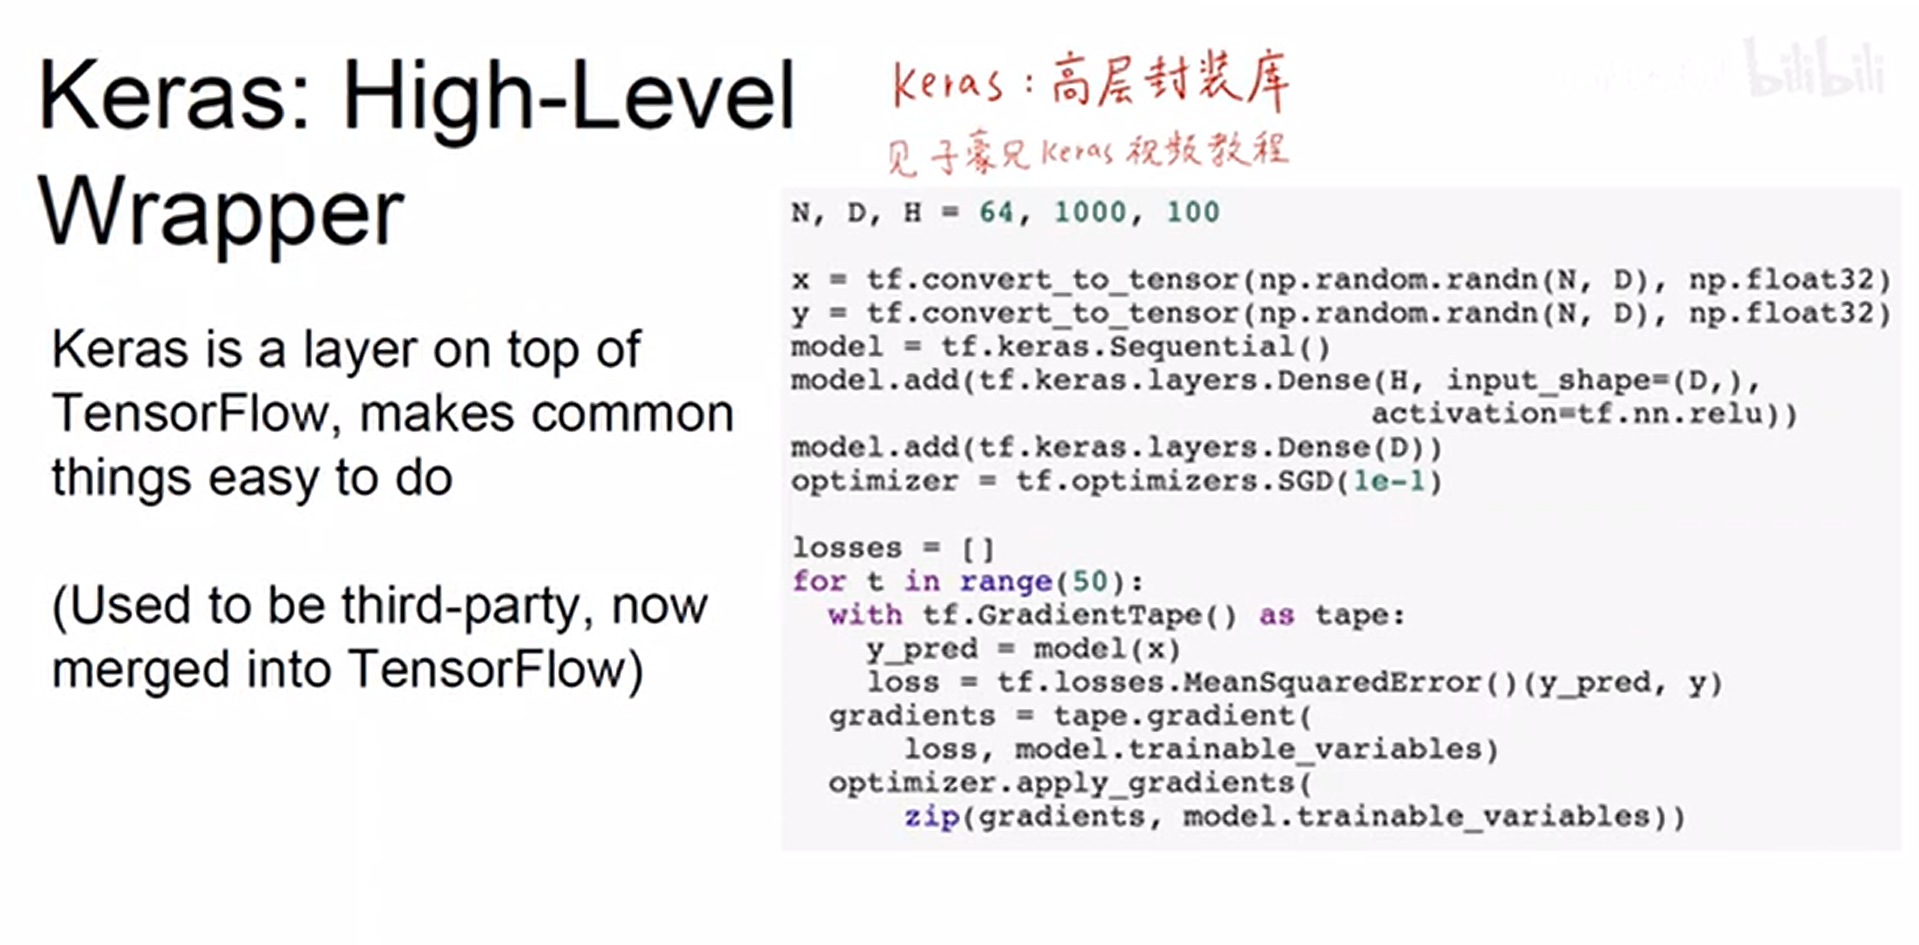 Keras: High-Level
Wrapper
Keras：高层封装库
见子豪兄Keras视频教程
bilibili
Keras is a layer on top of
TensorFlow, makes common
things easy to do
(Used to be third-party, now
merged into TensorFlow)
N, D, H = 64, 1000, 100
x = tf.convert_to_tensor(np.random.randn(N, D), np.float32)
y = tf.convert_to_tensor(np.random.randn(N, D), np.float32)
model = tf.keras.Sequential()
model.add(tf.keras.layers.Dense(H, input_shape=(D,),
activation=tf.nn.relu))
model.add(tf.keras.layers.Dense(D))
optimizer = tf.optimizers.SGD(1e-1)
losses = []
for t in range(50):
with tf.GradientTape() as tape:
y_pred = model(x)
loss = tf.losses.MeanSquaredError()(y_pred, y)
gradients = tape.gradient(
loss, model.trainable_variables)
optimizer.apply_gradients(
zip(gradients, model.trainable_variables))